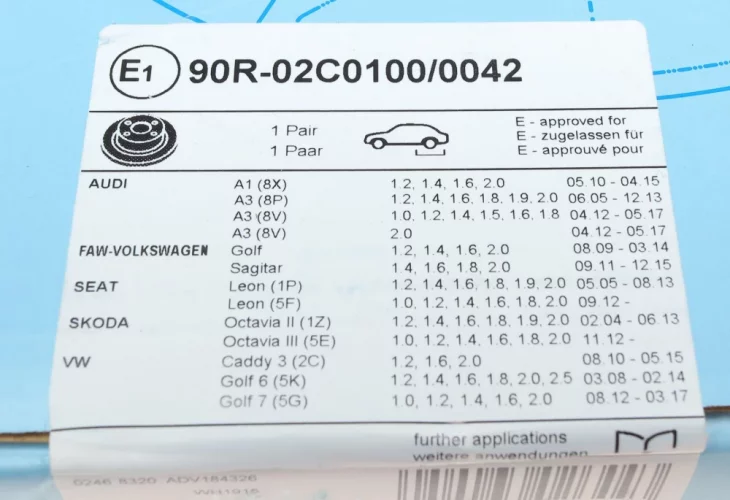 E1 90R-02C0100/0042
1 Pair
1 Paar
E - approved for
E - zugelassen für
E - approuvé pour
AUDI A1 (8X) 1.2, 1.4, 1.6, 2.0 05.10 - 04.15
A3 (8P) 1.2, 1.4, 1.6, 1.8, 1.9, 2.0 06.05 - 12.13
A3 (8V) 1.0, 1.2, 1.4, 1.5, 1.6, 1.8 04.12 - 05.17
A3 (8V) 2.0 04.12 - 05.17
FAW-VOLKSWAGEN Golf 1.2, 1.4, 1.6, 2.0 08.09 - 03.14
Sagitar 1.4, 1.6, 1.8, 2.0 09.11 - 12.15
SEAT Leon (1P) 1.2, 1.4, 1.6, 1.8, 1.9, 2.0 05.05 - 08.13
Leon (5F) 1.0, 1.2, 1.4, 1.6, 1.8, 2.0 09.12 -
SKODA Octavia II (1Z) 1.2, 1.4, 1.6, 1.8, 1.9, 2.0 02.04 - 06.13
Octavia III (5E) 1.0, 1.2, 1.4, 1.6, 1.8, 2.0 11.12 -
VW Caddy 3 (2C) 1.2, 1.6, 2.0 08.10 - 05.15
Golf 6 (5K) 1.2, 1.4, 1.6, 1.8, 2.0, 2.5 03.08 - 02.14
Golf 7 (5G) 1.0, 1.2, 1.4, 1.6, 2.0 08.12 - 03.17
further applications
weitere anwendungen
0246 8320 ADV184326